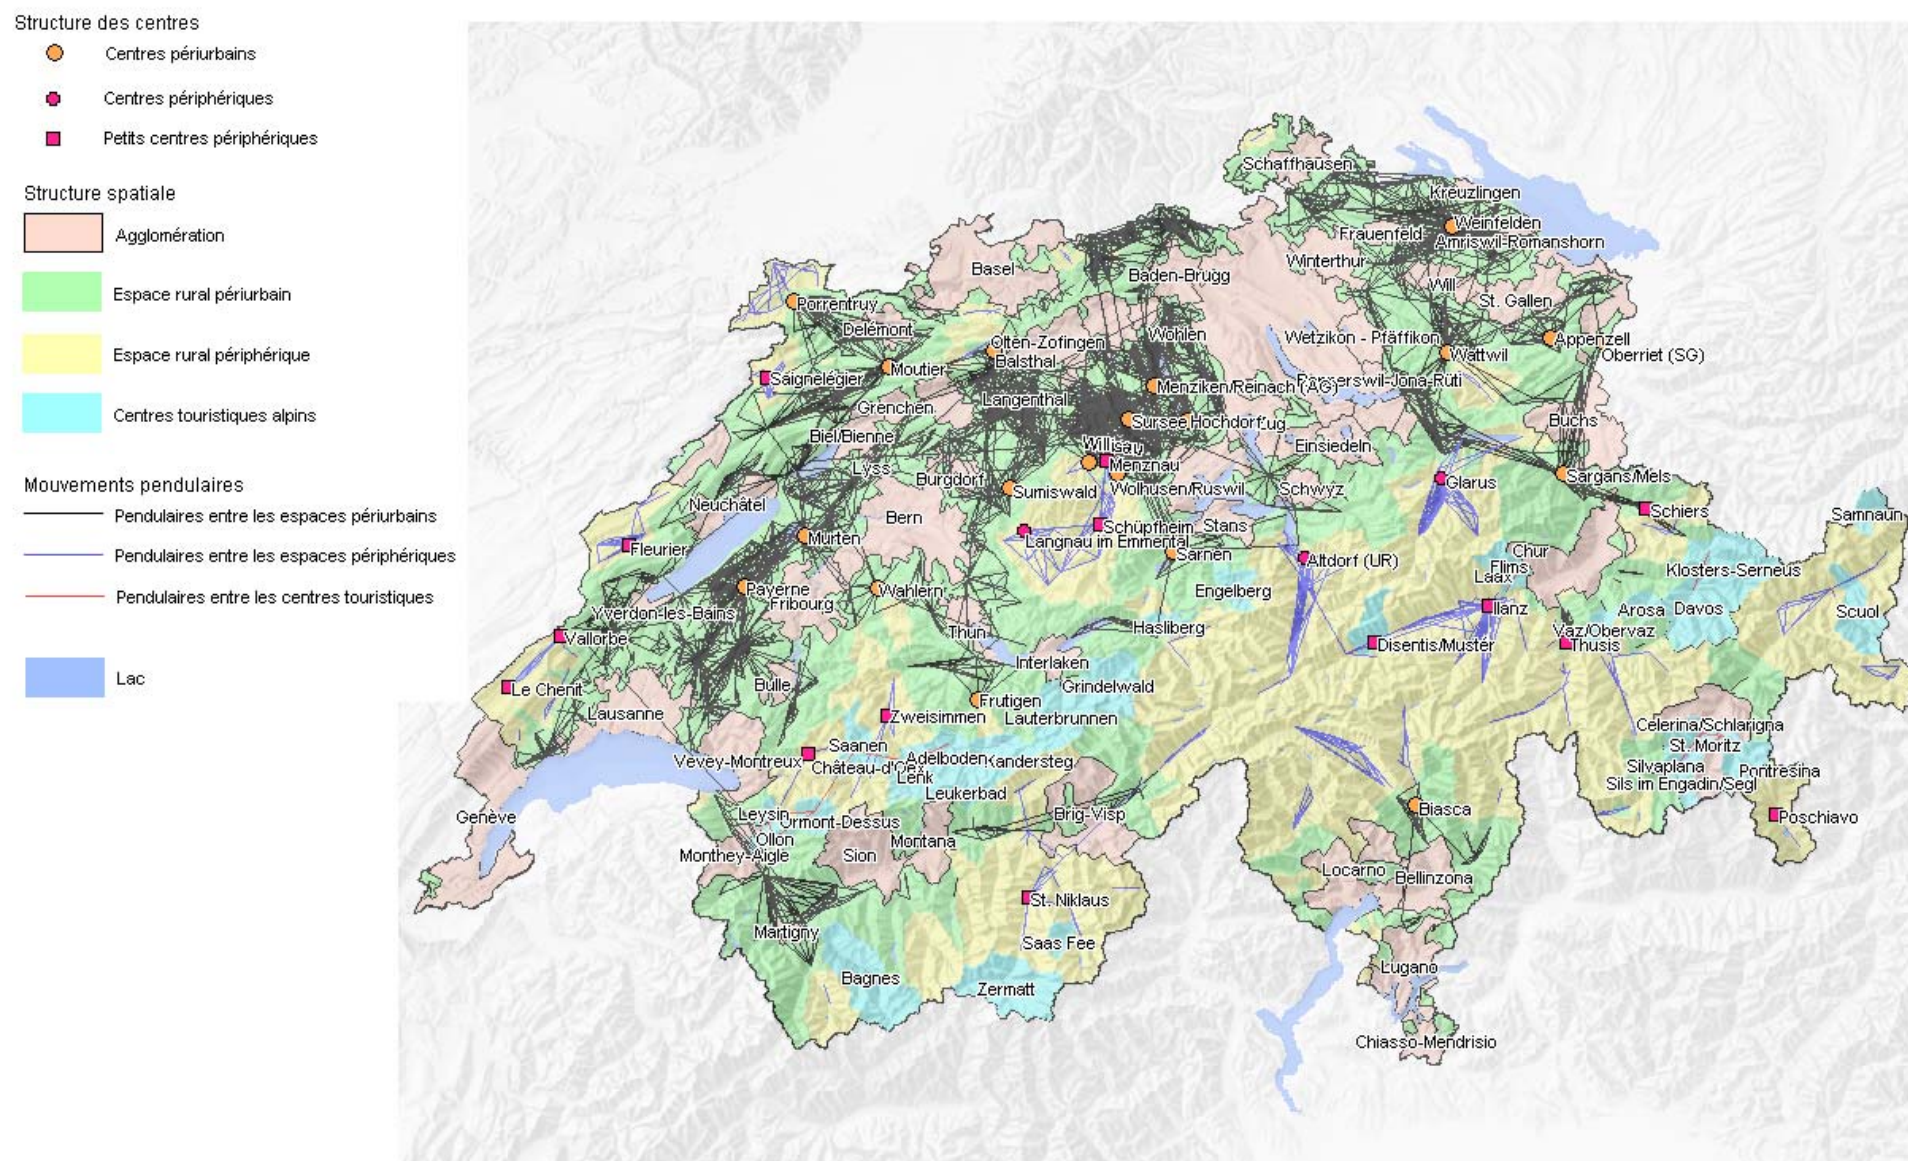 Structure des centres
Centres périurbains
Centres périphériques
Petits centres périphériques
Structure spatiale
Agglomération
Espace rural périurbain
Espace rural périphérique
Centres touristiques alpins
Mouvements pendulaires
Pendulaires entre les espaces périurbains
Pendulaires entre les espaces périphériques
Pendulaires entre les centres touristiques
Lac
Schaffhausen
Kreuzlingen
Weinfelden
Frauenfeld
Amriswil-Romanshorn
Winterthur
Basel
Baden-Brugg
Will
St. Gallen
Porrentruy
Delémont
Wohlen
Wetzikon - Pfäffikon
Appenzell
Olten-Zofingen
Oberriet (SG)
Balsthal
Wattwil
Moutier
Saignelégier
Menziken/Reinach (AG)
Langenthal
Grenchen
Sursee
Hochdorf
Buchs
Biel/Bienne
Einsiedeln
Lyss
Menznau
Burgdorf
Sargans/Mels
Glarus
Wolhusen/Ruswil
Schwyz
Sumiswald
Neuchâtel
Schiers
Samnaun
Bern
Schüpfheim
Stans
Murten
Langnau im Emmental
Fleurier
Sarnen
Chur
Altdorf (UR)
Flims
Klosters-Serneus
Laax
Payerne
Wahlern
Engelberg
Fribourg
Ilanz
Arosa
Davos
Scuol
Yverdon-les-Bains
Hasliberg
Vaz/Obervaz
Thun
Vallorbe
Disentis/Mustér
Thusis
Interlaken
Bulle
Le Chenit
Grindelwald
Frutigen
Lausanne
Zweisimmen
Lauterbrunnen
Celerina/Schlarigna
Saanen
St. Moritz
Adelboden
Kandersteg
Vevey-Montreux
Château-d'Oex
Silvaplana
Pontresina
Lenk
Sils im Engadin/Segl
Leukerbad
Biasca
Leysin
Brig-Visp
Genève
Poschiavo
Ormont-Dessus
Ollon
Montana
Monthey-Aigle
Sion
Locarno
Bellinzona
St. Niklaus
Martigny
Saas Fee
Lugano
Bagnes
Zermatt
Chiasso-Mendrisio